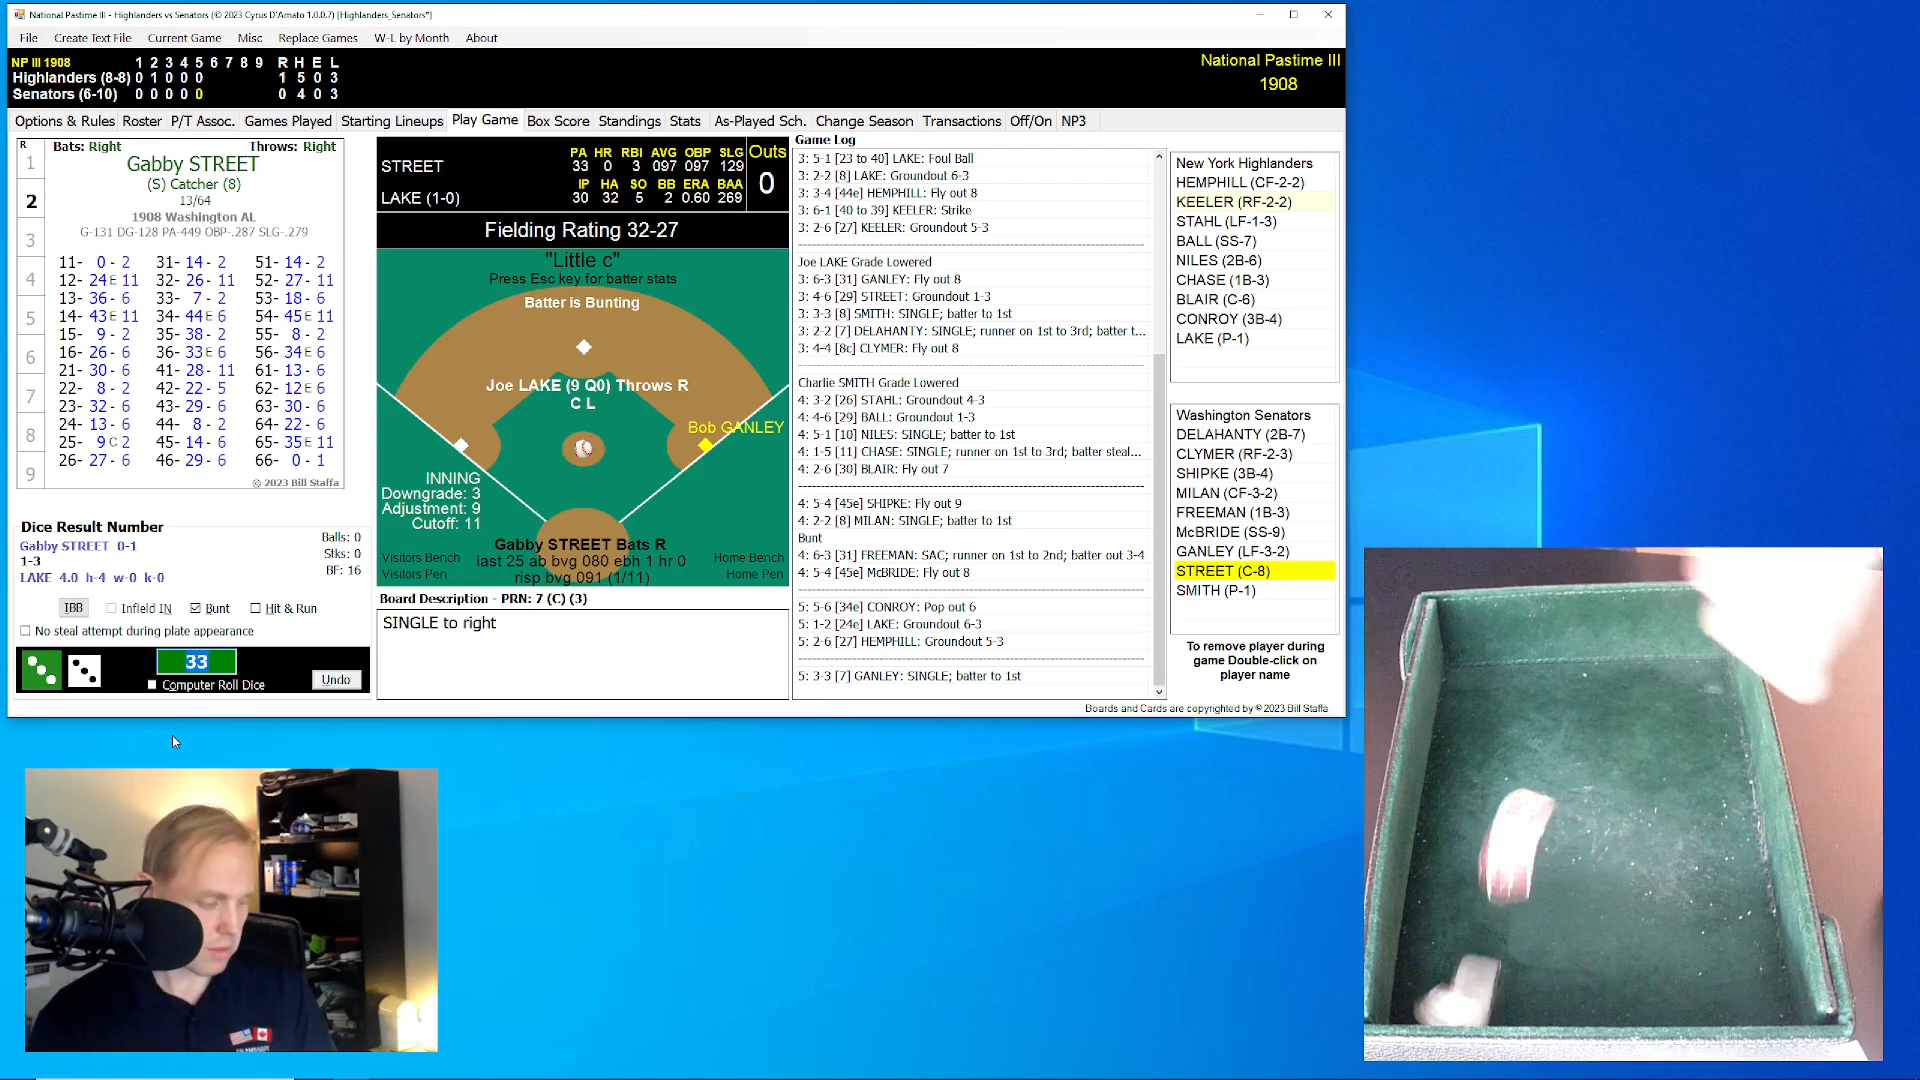 National Pastime III - Highlanders vs Senators (© 2023 Cyrus D'Amato 1.0.0.7) [Highlanders_Senators*]
File Create Text File Current Game Misc Replace Games W-L by Month About
NP III 1908 1 2 3 4 5 6 7 8 9 R H E L
Highlanders (8-8) 0 1 0 0 0 1 5 0 3
Senators (6-10) 0 0 0 0 0 0 4 0 3
National Pastime III
1908
Options & Rules Roster P/T Assoc. Games Played Starting Lineups Play Game Box Score Standings Stats As-Played Sch. Change Season Transactions Off/On NP3
R
1
2
3
4
5
6
7
8
9
Bats: Right Throws: Right
Gabby STREET
(S) Catcher (8)
13/64
1908 Washington AL
G-131 DG-128 PA-449 OBP-.287 SLG-.279
11- 0 - 2 31- 14 - 2 51- 14 - 2
12- 24 E 11 32- 26 - 11 52- 27 - 11
13- 36 - 6 33- 7 - 2 53- 18 - 6
14- 43 E 11 34- 44 E 6 54- 45 E 11
15- 9 - 2 35- 38 - 2 55- 8 - 2
16- 26 - 6 36- 33 E 6 56- 34 E 6
21- 30 - 6 41- 28 - 11 61- 13 - 6
22- 8 - 2 42- 22 - 5 62- 12 E 6
23- 32 - 6 43- 29 - 6 63- 30 - 6
24- 13 - 6 44- 8 - 2 64- 22 - 6
25- 9 C 2 45- 14 - 6 65- 35 E 11
26- 27 - 6 46- 29 - 6 66- 0 - 1
© 2023 Bill Staffa
Dice Result Number
Gabby STREET 0-1
1-3
LAKE 4.0 h-4 w-0 k-0
Balls: 0
Stks: 0
BF: 16
IBB Infield IN Bunt Hit & Run
No steal attempt during plate appearance
33
Computer Roll Dice
Undo
PA HR RBI AVG OBP SLG
STREET 33 0 3 097 097 129
IP HA SO BB ERA BAA
LAKE (1-0) 30 32 5 2 0.60 269
Outs
0
Fielding Rating 32-27
"Little c"
Press Esc key for batter stats
Batter is Bunting
Joe LAKE (9 Q0) Throws R
C L
Bob GANLEY
INNING
Downgrade: 3
Adjustment: 9
Cutoff: 11
Gabby STREET Bats R
last 25 ab bvg 080 ebh 1 hr 0
risp bvg 091 (1/11)
Visitors Bench
Visitors Pen
Home Bench
Home Pen
Board Description - PRN: 7 (C) (3)
SINGLE to right
Game Log
3: 5-1 [23 to 40] LAKE: Foul Ball
3: 2-2 [8] LAKE: Groundout 6-3
3: 3-4 [44e] HEMPHILL: Fly out 8
3: 6-1 [40 to 39] KEELER: Strike
3: 2-6 [27] KEELER: Groundout 5-3
Joe LAKE Grade Lowered
3: 6-3 [31] GANLEY: Fly out 8
3: 4-6 [29] STREET: Groundout 1-3
3: 3-3 [8] SMITH: SINGLE; batter to 1st
3: 2-2 [7] DELAHANTY: SINGLE; runner on 1st to 3rd; batter t...
3: 4-4 [8c] CLYMER: Fly out 8
Charlie SMITH Grade Lowered
4: 3-2 [26] STAHL: Groundout 4-3
4: 4-6 [29] BALL: Groundout 1-3
4: 5-1 [10] NILES: SINGLE; batter to 1st
4: 1-5 [11] CHASE: SINGLE; runner on 1st to 3rd; batter steal...
4: 2-6 [30] BLAIR: Fly out 7
4: 5-4 [45e] SHIPKE: Fly out 9
4: 2-2 [8] MILAN: SINGLE; batter to 1st
Bunt
4: 6-3 [31] FREEMAN: SAC; runner on 1st to 2nd; batter out 3-4
4: 5-4 [45e] McBRIDE: Fly out 8
5: 5-6 [34e] CONROY: Pop out 6
5: 1-2 [24e] LAKE: Groundout 6-3
5: 2-6 [27] HEMPHILL: Groundout 5-3
5: 3-3 [7] GANLEY: SINGLE; batter to 1st
New York Highlanders
HEMPHILL (CF-2-2)
KEELER (RF-2-2)
STAHL (LF-1-3)
BALL (SS-7)
NILES (2B-6)
CHASE (1B-3)
BLAIR (C-6)
CONROY (3B-4)
LAKE (P-1)
Washington Senators
DELAHANTY (2B-7)
CLYMER (RF-2-3)
SHIPKE (3B-4)
MILAN (CF-3-2)
FREEMAN (1B-3)
McBRIDE (SS-9)
GANLEY (LF-3-2)
STREET (C-8)
SMITH (P-1)
To remove player during
game Double-click on
player name
Boards and Cards are copyrighted by © 2023 Bill Staffa